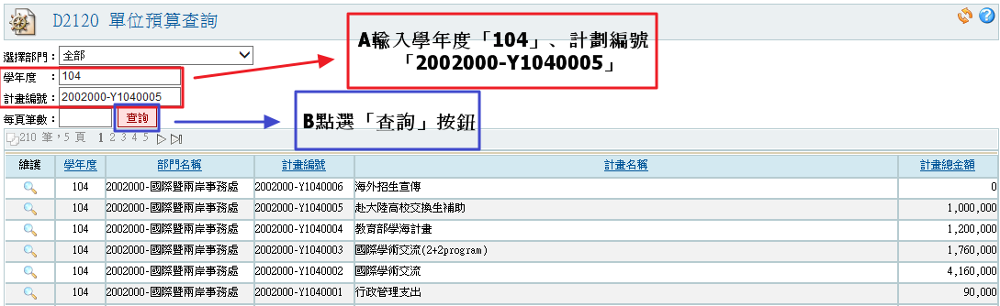 D2120 單位預算查詢
A輸入學年度「104」、計劃編號
「2002000-Y1040005」
選擇部門：全部
學年度 ：104
計畫編號：2002000-Y1040005
每頁筆數： 查詢
B點選「查詢」按鈕
210 筆，5 頁 1 2 3 4 5
維護 學年度 部門名稱 計畫編號 計畫名稱 計畫總金額
104 2002000-國際暨兩岸事務處 2002000-Y1040006 海外招生宣傳 0
104 2002000-國際暨兩岸事務處 2002000-Y1040005 赴大陸高校交換生補助 1,000,000
104 2002000-國際暨兩岸事務處 2002000-Y1040004 教育部學海計畫 1,200,000
104 2002000-國際暨兩岸事務處 2002000-Y1040003 國際學術交流(2+2program) 1,760,000
104 2002000-國際暨兩岸事務處 2002000-Y1040002 國際學術交流 4,160,000
104 2002000-國際暨兩岸事務處 2002000-Y1040001 行政管理支出 90,000